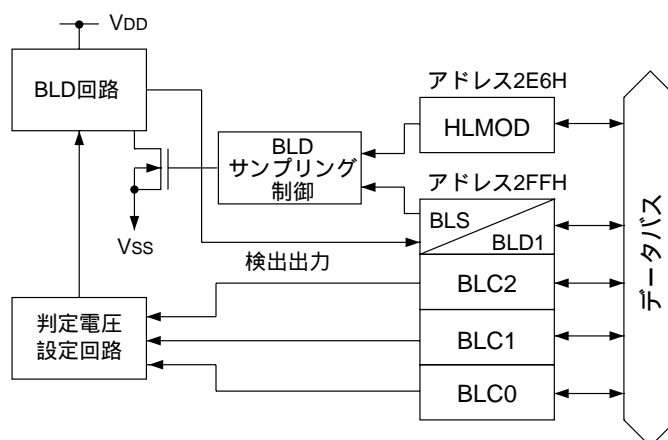 VDD
BLD回路
アドレス2E6H
HLMOD
BLD
サンプリング
制御
アドレス2FFH
BLS
BLD1
VSS
検出出力
BLC2
判定電圧
設定回路
BLC1
BLC0
データバス